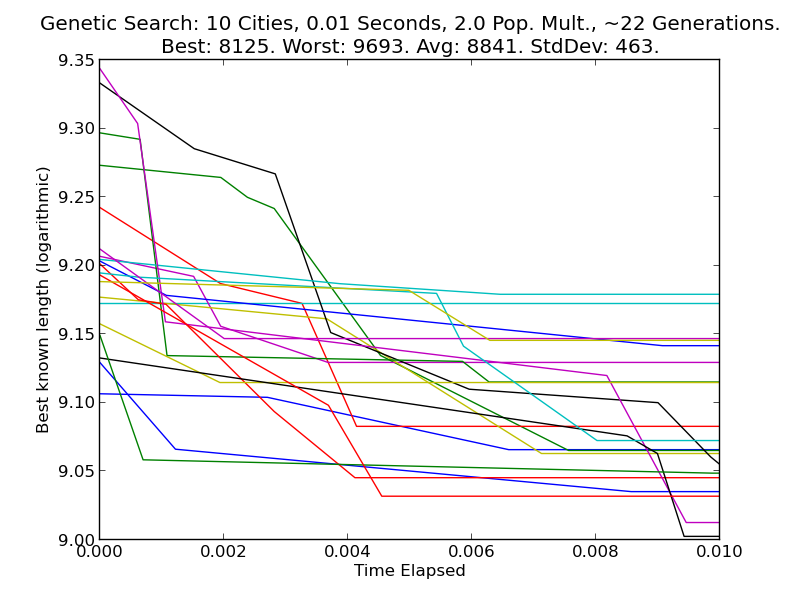 Genetic Search: 10 Cities, 0.01 Seconds, 2.0 Pop. Mult., ~22 Generations.
Best: 8125. Worst: 9693. Avg: 8841. StdDev: 463.
9.35
9.30
9.25
9.20
9.15
9.10
9.05
9.00
Best known length (logarithmic)
0.000 0.002 0.004 0.006 0.008 0.010
Time Elapsed